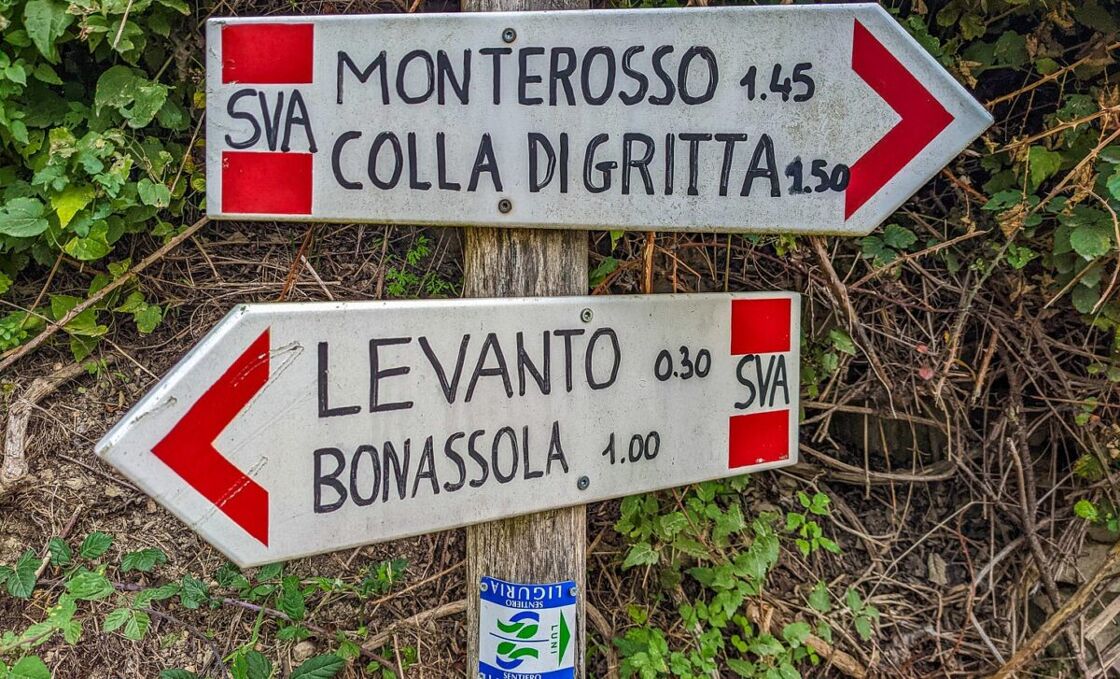 MONTEROSSO 1.45
SVA
COLLA DI GRITTA 1.50
LEVANTO 0.30
SVA
BONASSOLA 1.00
SENTIERO
LIGURIA
LUNI
SENTIERO